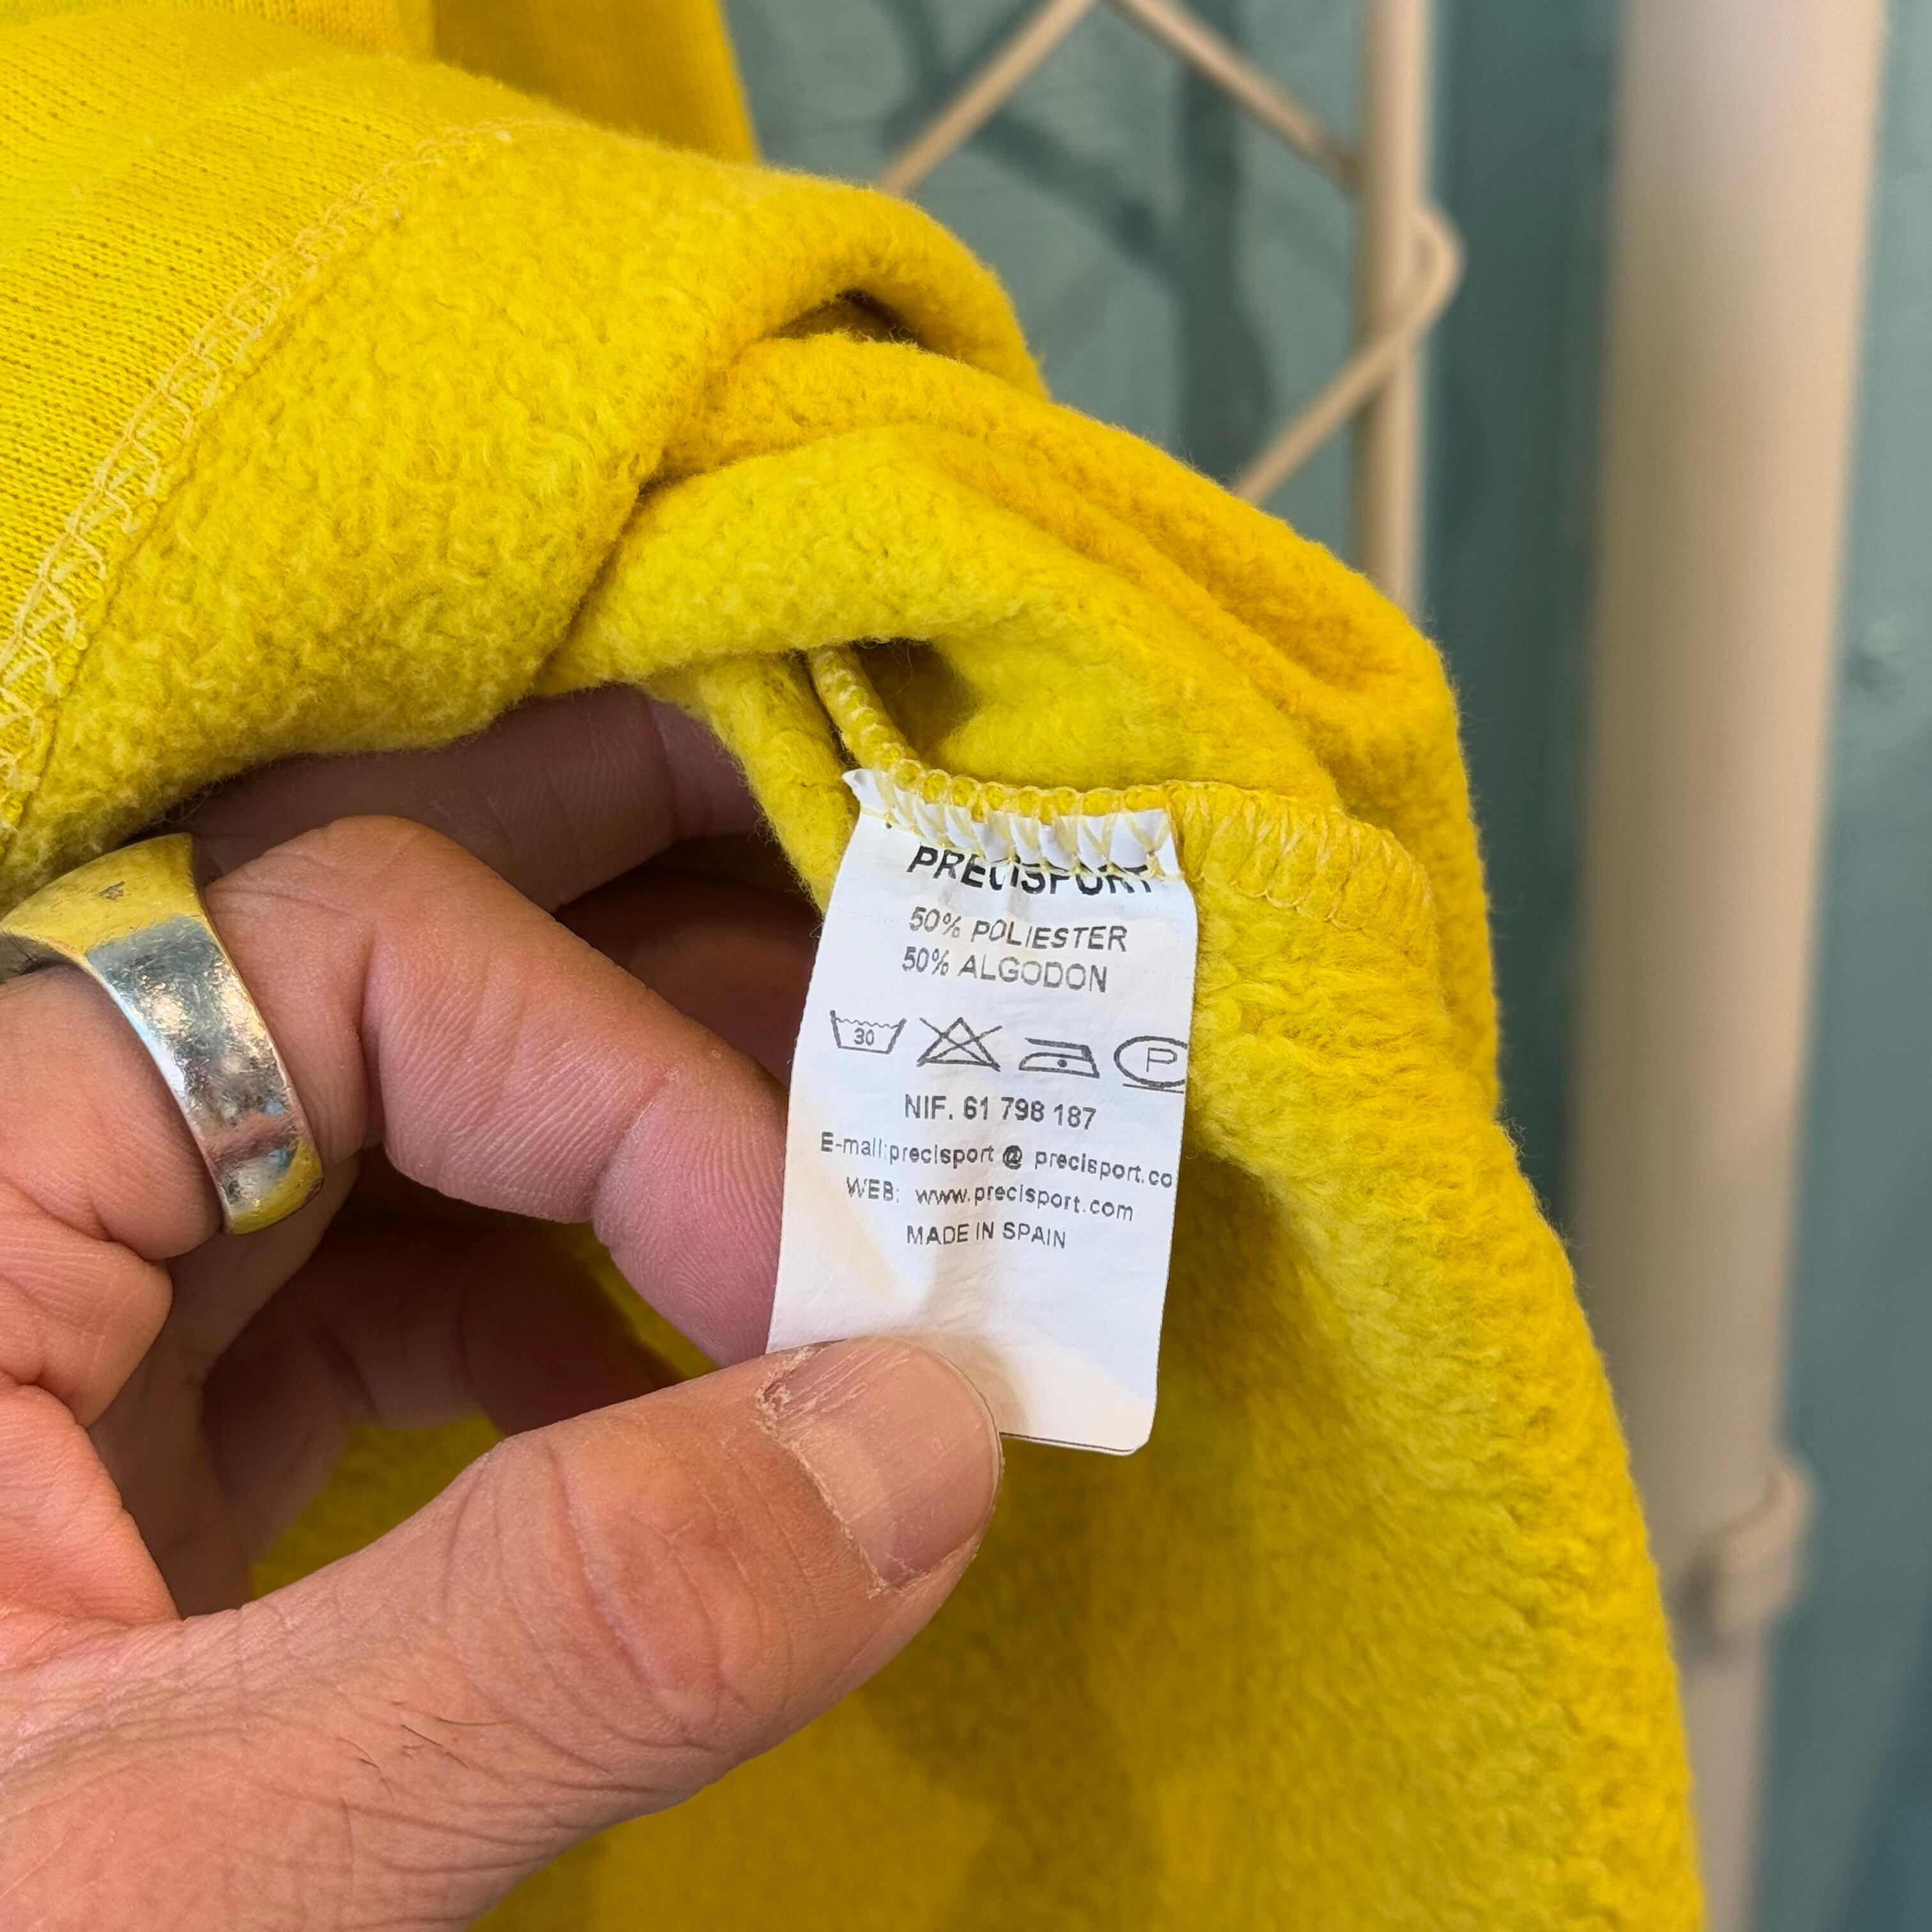 PRECISPORT
50% POLIESTER
50% ALGODON
30 P
NIF. 61 798 187
E-mail:precisport @ precisport.co
WEB: www.precisport.com
MADE IN SPAIN